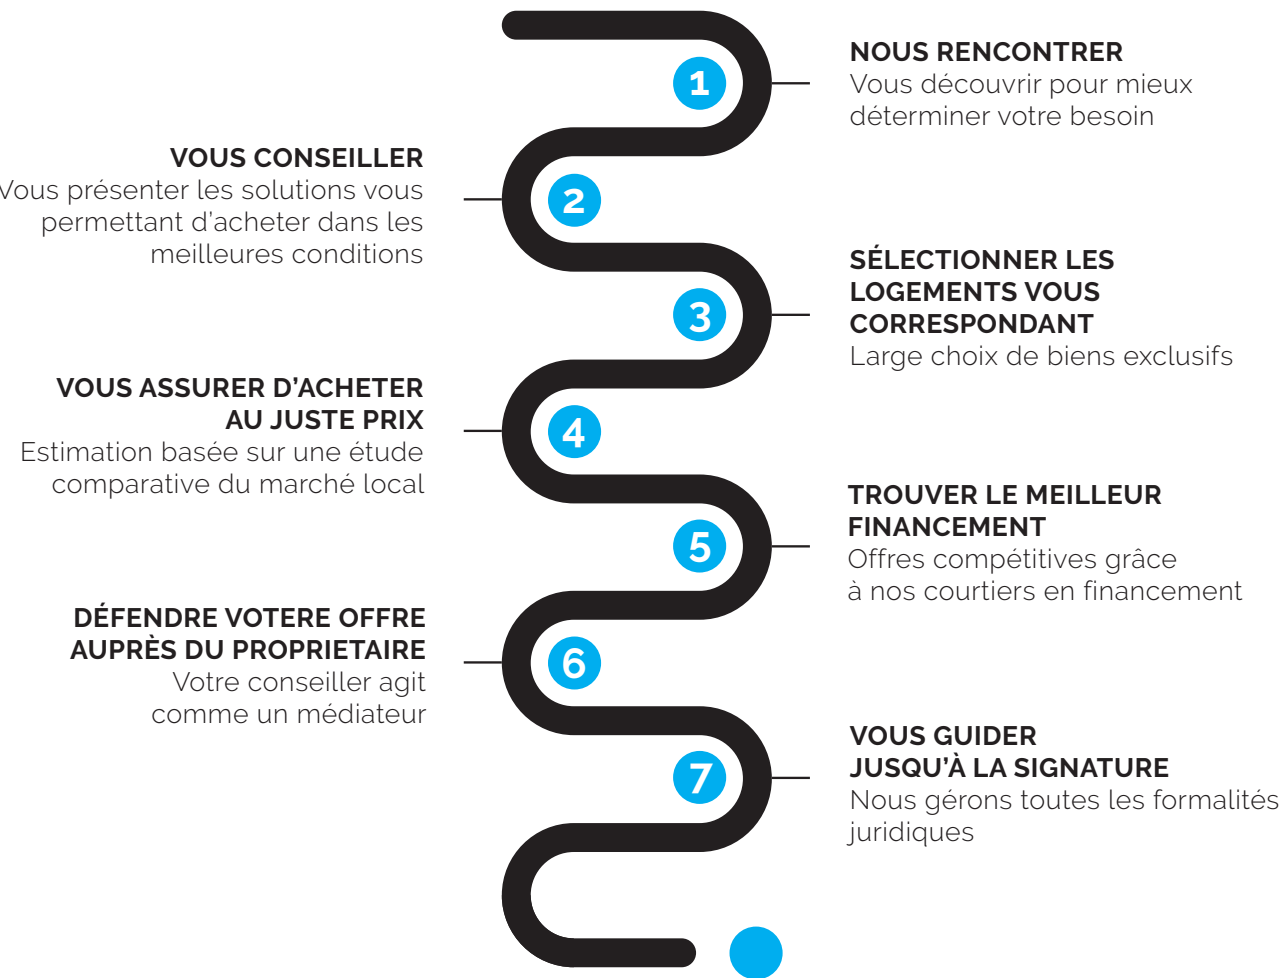 1
NOUS RENCONTRER
Vous découvrir pour mieux
déterminer votre besoin
VOUS CONSEILLER
Vous présenter les solutions vous
permettant d'acheter dans les
meilleures conditions
2
3
SÉLECTIONNER LES
LOGEMENTS VOUS
CORRESPONDANT
Large choix de biens exclusifs
VOUS ASSURER D'ACHETER
AU JUSTE PRIX
Estimation basée sur une étude
comparative du marché local
4
5
TROUVER LE MEILLEUR
FINANCEMENT
Offres compétitives grâce
à nos courtiers en financement
DÉFENDRE VOTERE OFFRE
AUPRÈS DU PROPRIETAIRE
Votre conseiller agit
comme un médiateur
6
7
VOUS GUIDER
JUSQU'À LA SIGNATURE
Nous gérons toutes les formalités
juridiques